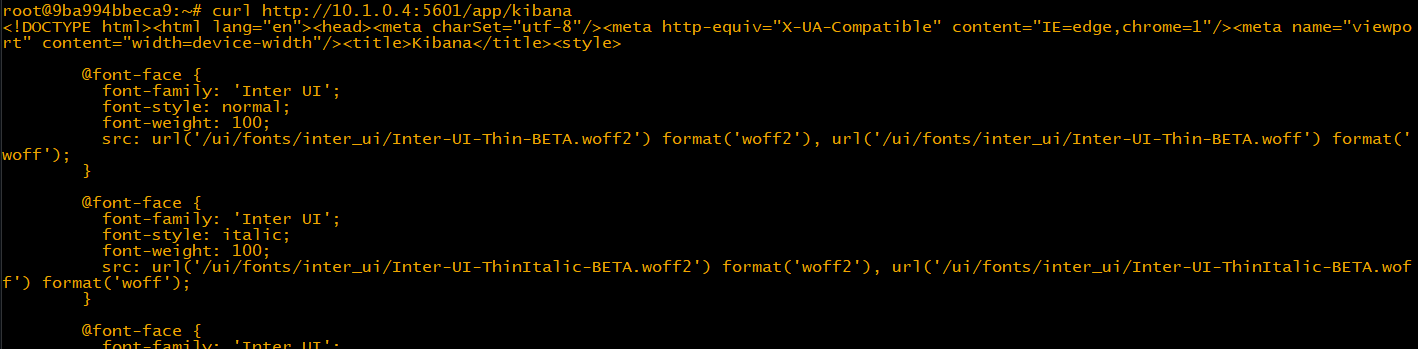 root@9ba994bbeca9:~# curl http://10.1.0.4:5601/app/kibana
<!DOCTYPE html><html lang="en"><head><meta charSet="utf-8"/><meta http-equiv="X-UA-Compatible" content="IE=edge,chrome=1"/><meta name="viewpo
rt" content="width=device-width"/><title>Kibana</title><style>
@font-face {
font-family: 'Inter UI';
font-style: normal;
font-weight: 100;
src: url('/ui/fonts/inter_ui/Inter-UI-Thin-BETA.woff2') format('woff2'), url('/ui/fonts/inter_ui/Inter-UI-Thin-BETA.woff') format('
woff');
}
@font-face {
font-family: 'Inter UI';
font-style: italic;
font-weight: 100;
src: url('/ui/fonts/inter_ui/Inter-UI-ThinItalic-BETA.woff2') format('woff2'), url('/ui/fonts/inter_ui/Inter-UI-ThinItalic-BETA.wof
f') format('woff');
}
@font-face {
font-family: 'Inter UI';